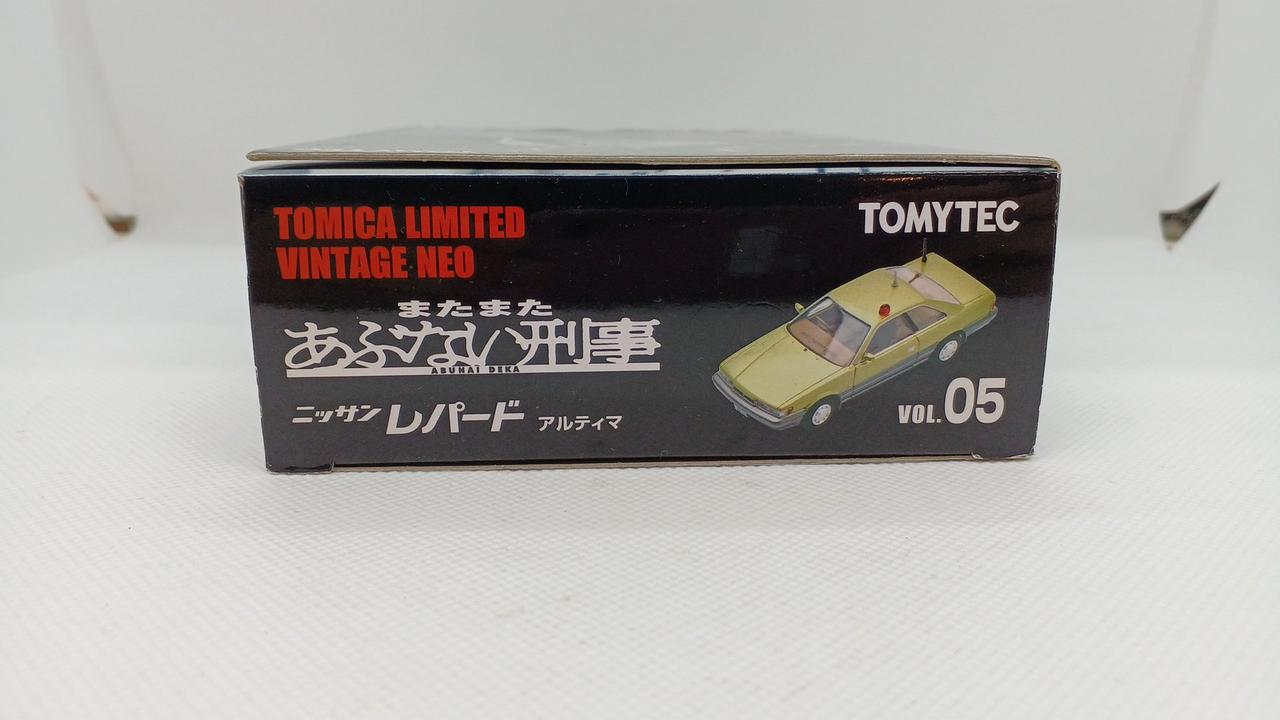 TOMICA LIMITED
VINTAGE NEO
TOMYTEC
またまた
あぶない刑事
ABUNAI DEKA
ニッサン レパード アルティマ
VOL.05